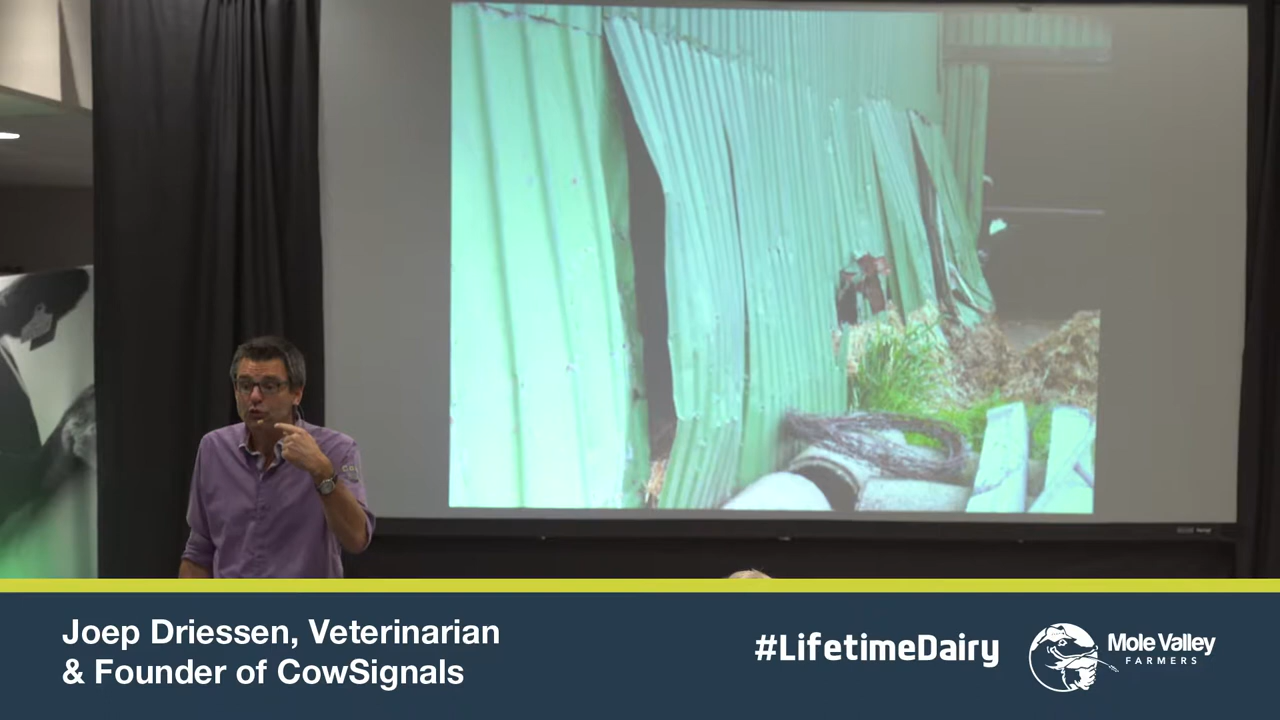 Joep Driessen, Veterinarian
& Founder of CowSignals
#LifetimeDairy
Mole Valley
FARMERS